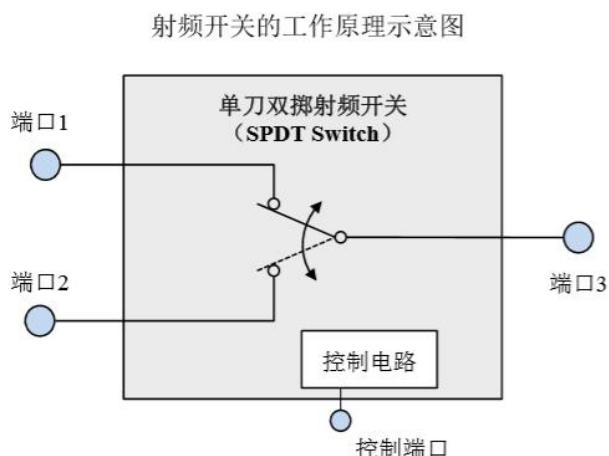 射频开关的工作原理示意图
单刀双掷射频开关
（SPDT Switch）
端口1
端口2
端口3
控制电路
控制端口